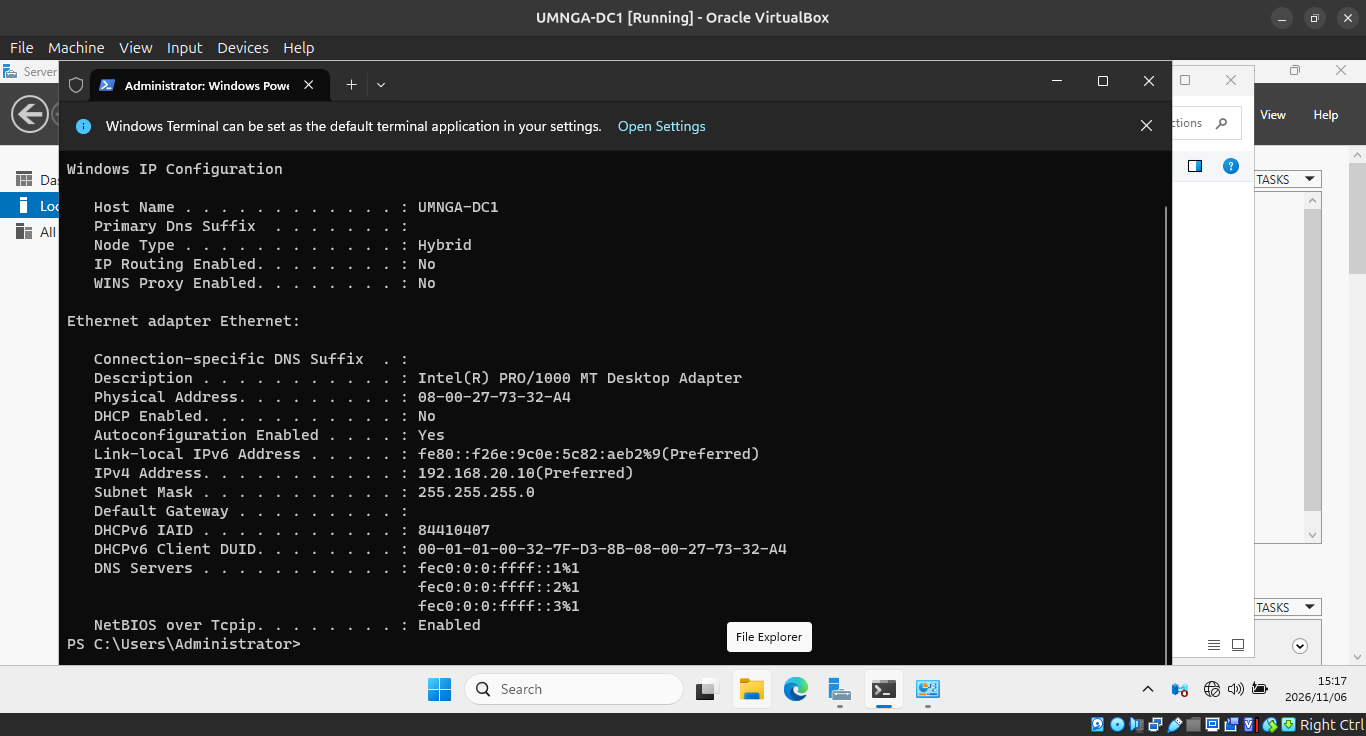 UMNGA-DC1 [Running] - Oracle VirtualBox
File Machine View Input Devices Help
Server
Administrator: Windows Powe
Windows Terminal can be set as the default terminal application in your settings. Open Settings
View Help
ctions
Windows IP Configuration
Host Name . . . . . . . . . . . . : UMNGA-DC1
Primary Dns Suffix  . . . . . . . :
Node Type . . . . . . . . . . . . : Hybrid
IP Routing Enabled. . . . . . . . : No
WINS Proxy Enabled. . . . . . . . : No
Ethernet adapter Ethernet:
Connection-specific DNS Suffix  . :
Description . . . . . . . . . . . : Intel(R) PRO/1000 MT Desktop Adapter
Physical Address. . . . . . . . . : 08-00-27-73-32-A4
DHCP Enabled. . . . . . . . . . . : No
Autoconfiguration Enabled . . . . : Yes
Link-local IPv6 Address . . . . . : fe80::f26e:9c0e:5c82:aeb2%9(Preferred)
IPv4 Address. . . . . . . . . . . : 192.168.20.10(Preferred)
Subnet Mask . . . . . . . . . . . : 255.255.255.0
Default Gateway . . . . . . . . . :
DHCPv6 IAID . . . . . . . . . . . : 84410407
DHCPv6 Client DUID. . . . . . . . : 00-01-01-00-32-7F-D3-8B-08-00-27-73-32-A4
DNS Servers . . . . . . . . . . . : fec0:0:0:ffff::1%1
fec0:0:0:ffff::2%1
fec0:0:0:ffff::3%1
NetBIOS over Tcpip. . . . . . . . : Enabled
PS C:\Users\Administrator>
Das
Loc
All
TASKS
TASKS
File Explorer
Search
15:17
2026/11/06
Right Ctrl